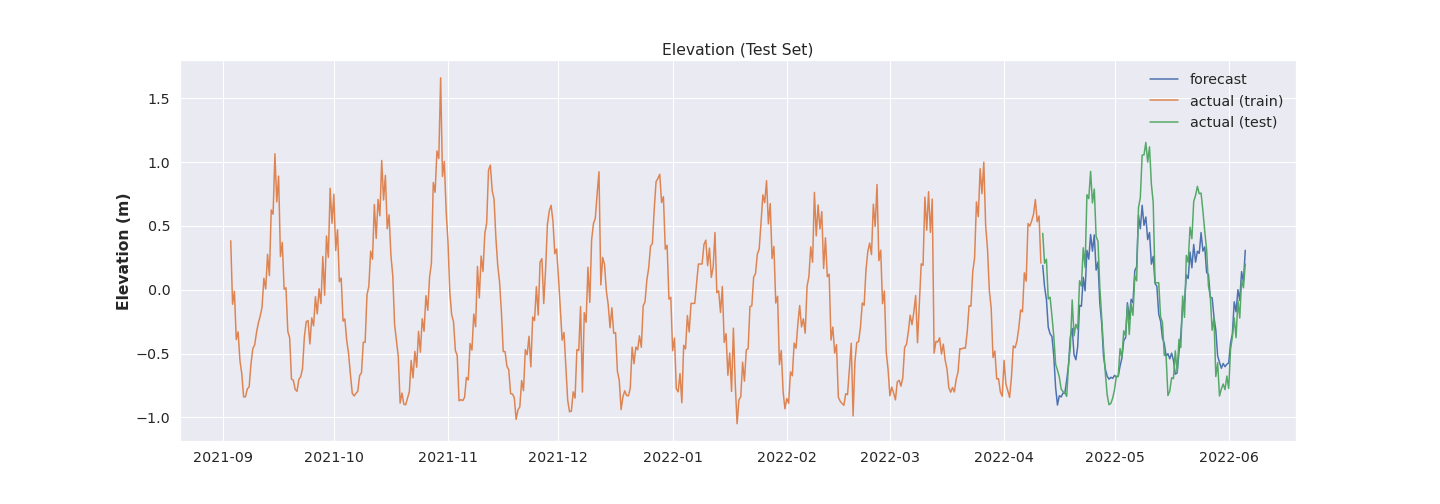 Elevation (Test Set)
forecast
actual (train)
actual (test)
Elevation (m)
1.5
1.0
0.5
0.0
−0.5
−1.0
2021-09 2021-10 2021-11 2021-12 2022-01 2022-02 2022-03 2022-04 2022-05 2022-06